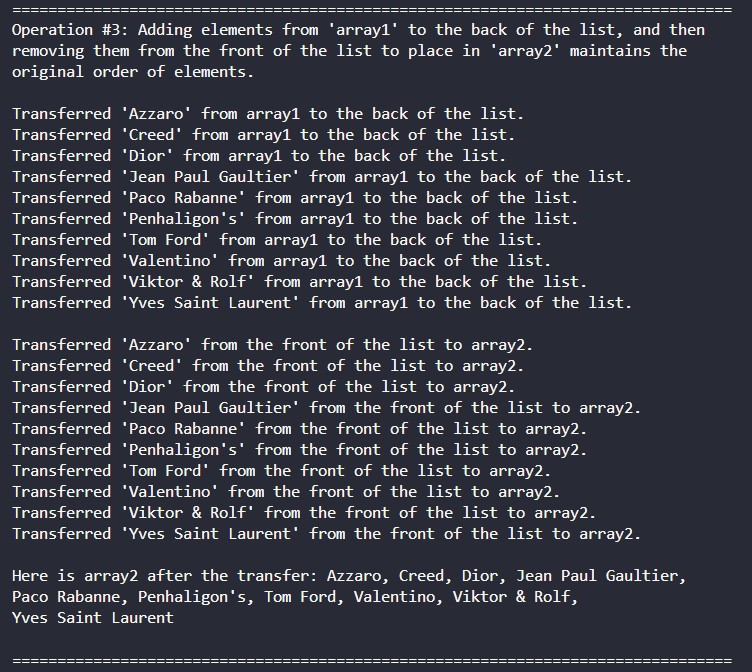 ================================================================================
Operation #3: Adding elements from 'array1' to the back of the list, and then
removing them from the front of the list to place in 'array2' maintains the
original order of elements.

Transferred 'Azzaro' from array1 to the back of the list.
Transferred 'Creed' from array1 to the back of the list.
Transferred 'Dior' from array1 to the back of the list.
Transferred 'Jean Paul Gaultier' from array1 to the back of the list.
Transferred 'Paco Rabanne' from array1 to the back of the list.
Transferred 'Penhaligon's' from array1 to the back of the list.
Transferred 'Tom Ford' from array1 to the back of the list.
Transferred 'Valentino' from array1 to the back of the list.
Transferred 'Viktor & Rolf' from array1 to the back of the list.
Transferred 'Yves Saint Laurent' from array1 to the back of the list.

Transferred 'Azzaro' from the front of the list to array2.
Transferred 'Creed' from the front of the list to array2.
Transferred 'Dior' from the front of the list to array2.
Transferred 'Jean Paul Gaultier' from the front of the list to array2.
Transferred 'Paco Rabanne' from the front of the list to array2.
Transferred 'Penhaligon's' from the front of the list to array2.
Transferred 'Tom Ford' from the front of the list to array2.
Transferred 'Valentino' from the front of the list to array2.
Transferred 'Viktor & Rolf' from the front of the list to array2.
Transferred 'Yves Saint Laurent' from the front of the list to array2.

Here is array2 after the transfer: Azzaro, Creed, Dior, Jean Paul Gaultier,
Paco Rabanne, Penhaligon's, Tom Ford, Valentino, Viktor & Rolf,
Yves Saint Laurent

================================================================================